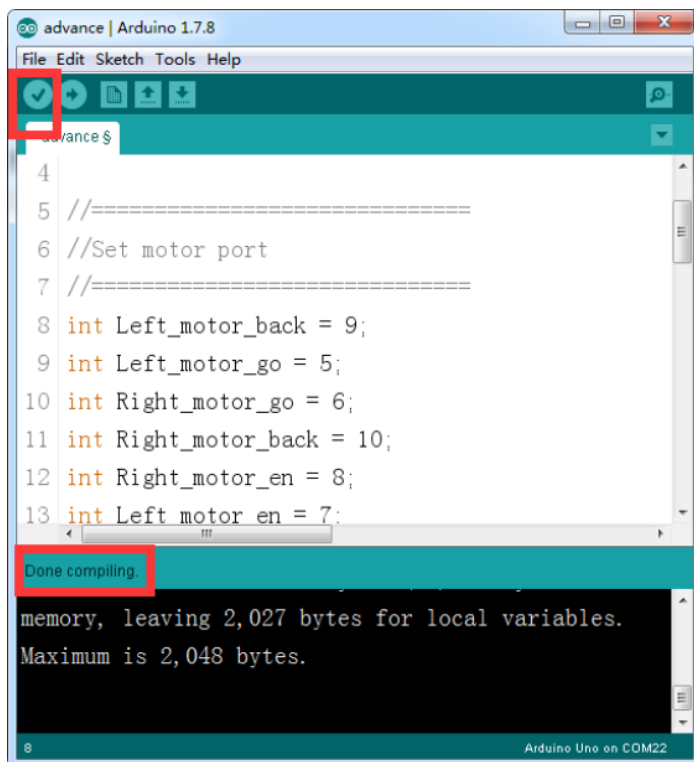 advance | Arduino 1.7.8
File Edit Sketch Tools Help
advance §
4
5 //==============================
6 //Set motor port
7 //==============================
8 int Left_motor_back = 9;
9 int Left_motor_go = 5;
10 int Right_motor_go = 6;
11 int Right_motor_back = 10;
12 int Right_motor_en = 8;
13 int Left_motor_en = 7;
Done compiling.
memory, leaving 2,027 bytes for local variables.
Maximum is 2,048 bytes.
8 Arduino Uno on COM22